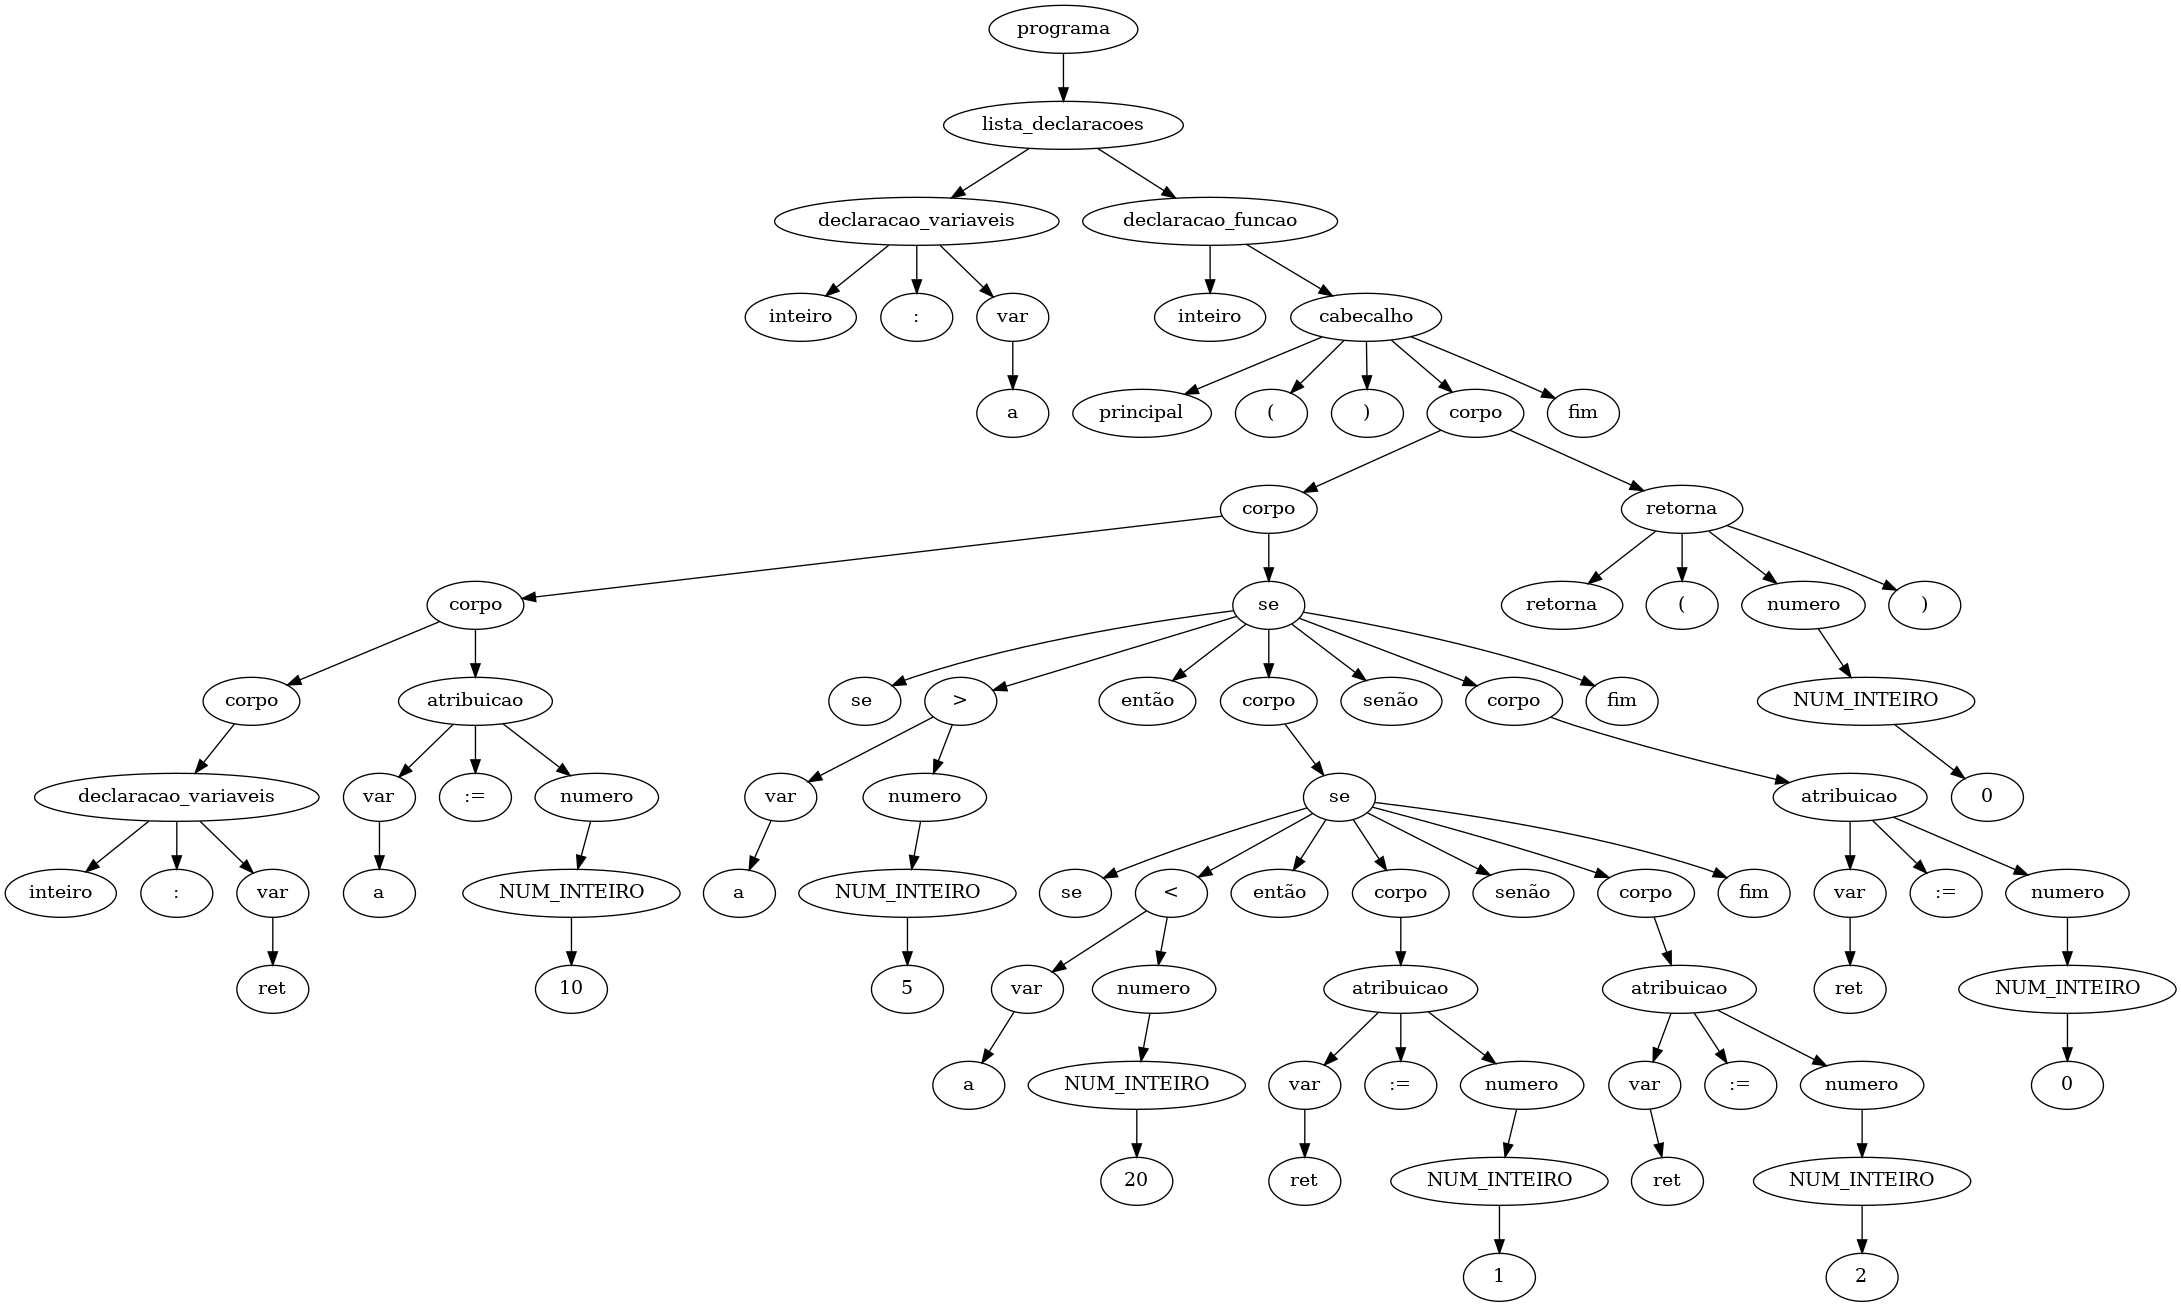 programa
lista_declaracoes
declaracao_variaveis declaracao_funcao
inteiro : var inteiro cabecalho
a principal ( ) corpo fim
corpo retorna
corpo se retorna ( numero )
corpo atribuicao se > então corpo senão corpo fim NUM_INTEIRO
declaracao_variaveis var := numero var numero se atribuicao 0
inteiro : var a NUM_INTEIRO a NUM_INTEIRO se < então corpo senão corpo fim var := numero
ret 10 5 var numero atribuicao atribuicao ret NUM_INTEIRO
a NUM_INTEIRO var := numero var := numero 0
20 ret NUM_INTEIRO ret NUM_INTEIRO
1 2